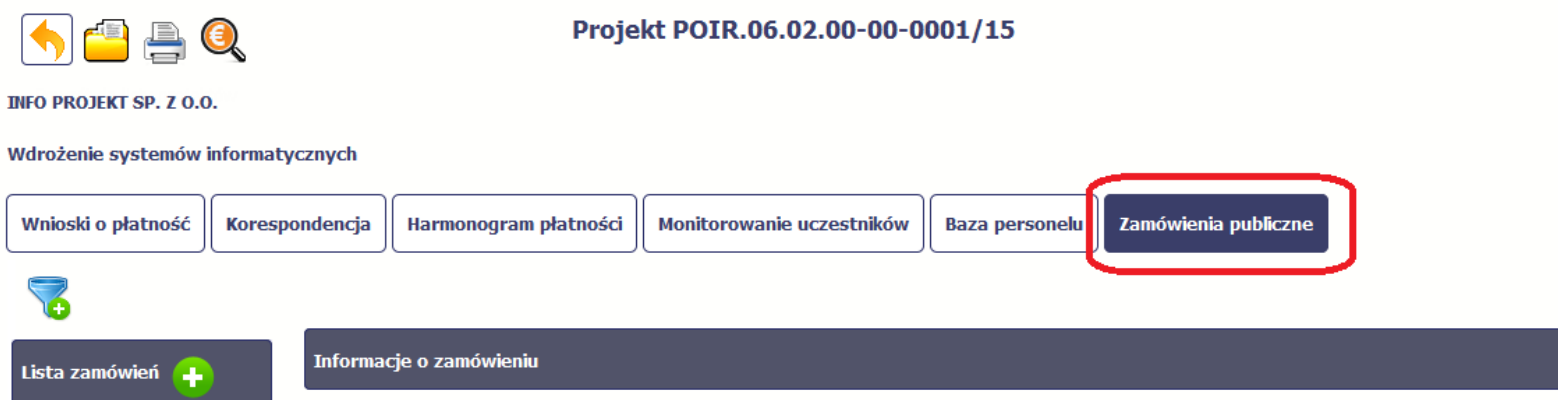 Projekt POIR.06.02.00-00-0001/15
INFO PROJEKT SP. Z O.O.
Wdrożenie systemów informatycznych
Wnioski o płatność Korespondencja Harmonogram płatności Monitorowanie uczestników Baza personelu Zamówienia publiczne
Lista zamówień Informacje o zamówieniu